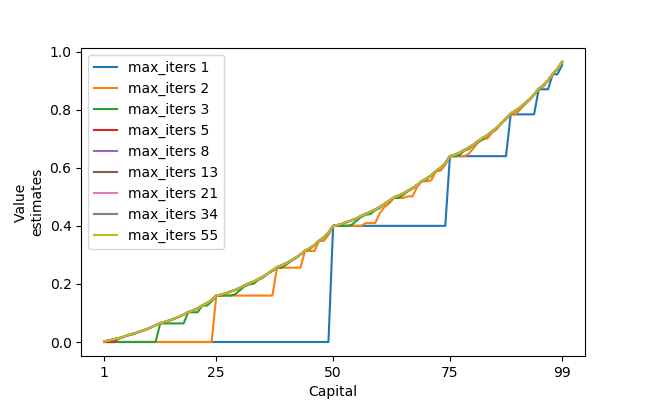 1.0
0.8
0.6
0.4
0.2
0.0
Value
estimates
max_iters 1
max_iters 2
max_iters 3
max_iters 5
max_iters 8
max_iters 13
max_iters 21
max_iters 34
max_iters 55
1 25 50 75 99
Capital